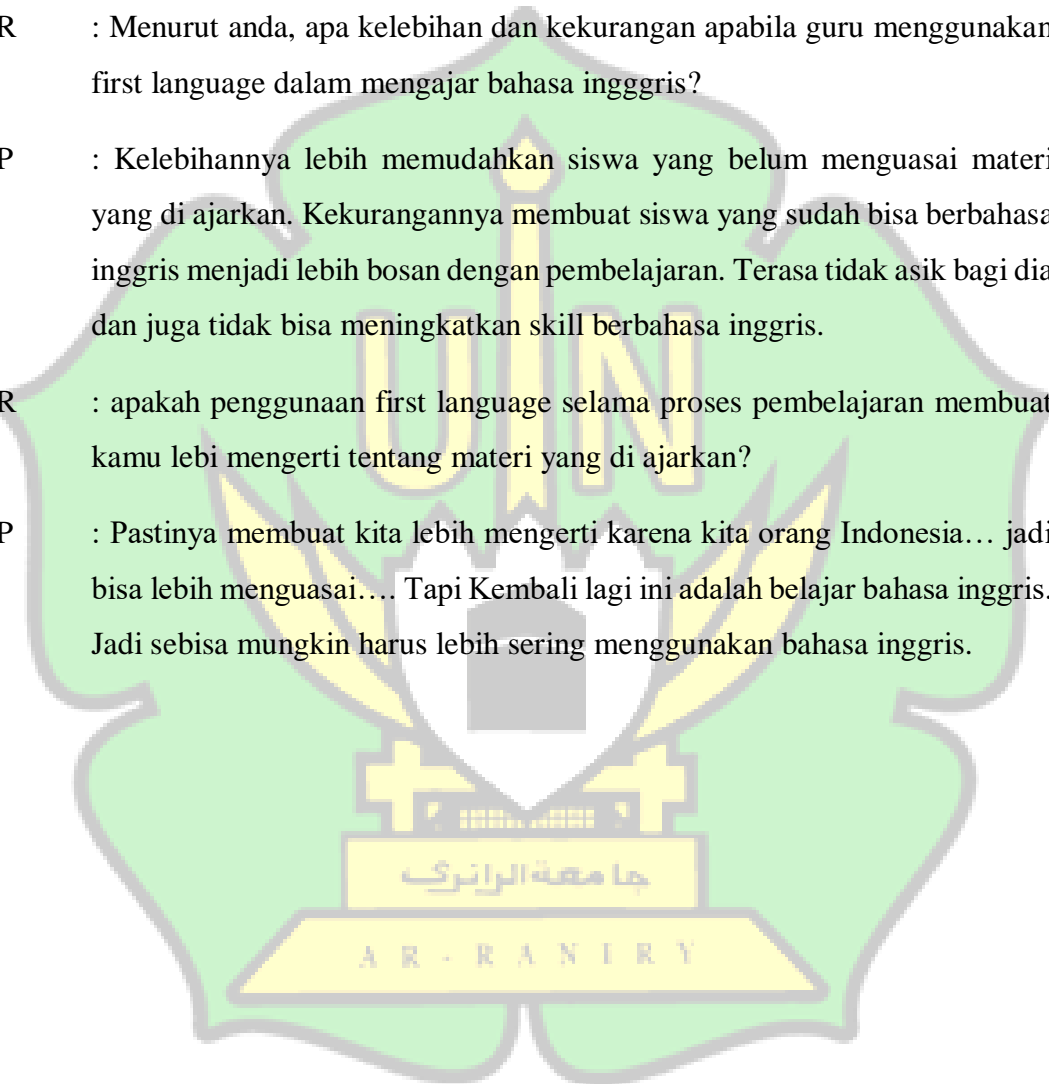 R : Menurut anda, apa kelebihan dan kekurangan apabila guru menggunakan
first language dalam mengajar bahasa ingggris?
P : Kelebihannya lebih memudahkan siswa yang belum menguasai materi
yang di ajarkan. Kekurangannya membuat siswa yang sudah bisa berbahasa
inggris menjadi lebih bosan dengan pembelajaran. Terasa tidak asik bagi dia
dan juga tidak bisa meningkatkan skill berbahasa inggris.
UIN
R : apakah penggunaan first language selama proses pembelajaran membuat
kamu lebi mengerti tentang materi yang di ajarkan?
P : Pastinya membuat kita lebih mengerti karena kita orang Indonesia… jadi
bisa lebih menguasai…. Tapi Kembali lagi ini adalah belajar bahasa inggris.
Jadi sebisa mungkin harus lebih sering menggunakan bahasa inggris.
جامعة الرانري
AR-RANIRY